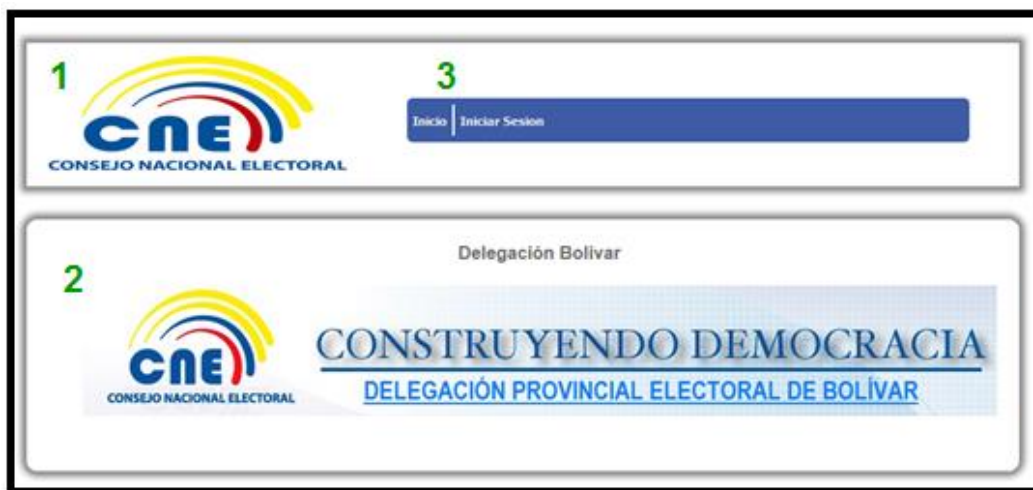 1
3
CNE
CONSEJO NACIONAL ELECTORAL
Inicio Iniciar Sesion
Delegación Bolivar
2
CNE
CONSEJO NACIONAL ELECTORAL
CONSTRUYENDO DEMOCRACIA
DELEGACIÓN PROVINCIAL ELECTORAL DE BOLÍVAR